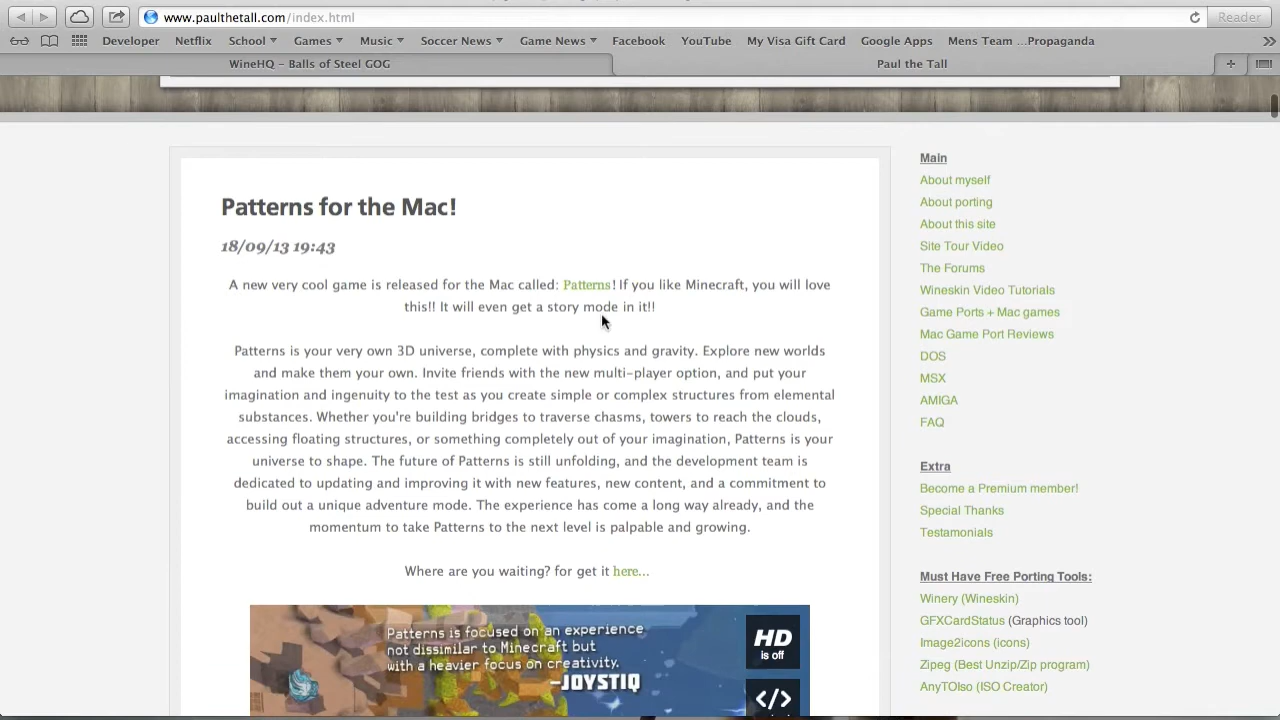 www.paulthetall.com/index.html
Reader
Developer Netflix School Games Music Soccer News Game News Facebook YouTube My Visa Gift Card Google Apps Mens Team ...Propaganda
WineHQ - Balls of Steel GOG
Paul the Tall
Patterns for the Mac!
18/09/13 19:43
A new very cool game is released for the Mac called: Patterns! If you like Minecraft, you will love
this!! It will even get a story mode in it!!
Patterns is your very own 3D universe, complete with physics and gravity. Explore new worlds
and make them your own. Invite friends with the new multi-player option, and put your
imagination and ingenuity to the test as you create simple or complex structures from elemental
substances. Whether you're building bridges to traverse chasms, towers to reach the clouds,
accessing floating structures, or something completely out of your imagination, Patterns is your
universe to shape. The future of Patterns is still unfolding, and the development team is
dedicated to updating and improving it with new features, new content, and a commitment to
build out a unique adventure mode. The experience has come a long way already, and the
momentum to take Patterns to the next level is palpable and growing.
Where are you waiting? for get it here...
Patterns is focused on an experience
not dissimilar to Minecraft but
with a heavier focus on creativity.
-JOYSTIQ
HD
is off
</>
Main
About myself
About porting
About this site
Site Tour Video
The Forums
Wineskin Video Tutorials
Game Ports + Mac games
Mac Game Port Reviews
DOS
MSX
AMIGA
FAQ
Extra
Become a Premium member!
Special Thanks
Testamonials
Must Have Free Porting Tools:
Winery (Wineskin)
GFXCardStatus (Graphics tool)
Image2icons (icons)
Zipeg (Best Unzip/Zip program)
AnyTOIso (ISO Creator)